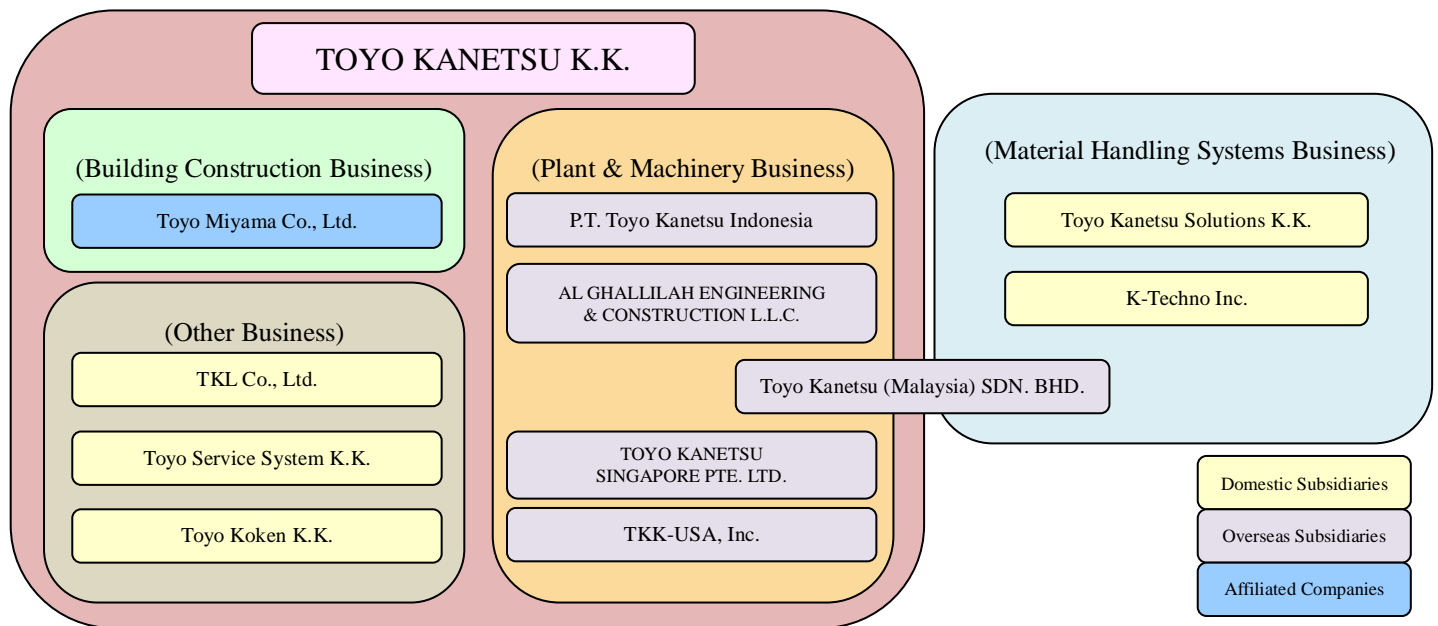 TOYO KANETSU K.K.
(Building Construction Business)
Toyo Miyama Co., Ltd.
(Other Business)
TKL Co., Ltd.
Toyo Service System K.K.
Toyo Koken K.K.
(Plant & Machinery Business)
P.T. Toyo Kanetsu Indonesia
AL GHALLILAH ENGINEERING
& CONSTRUCTION L.L.C.
Toyo Kanetsu (Malaysia) SDN. BHD.
TOYO KANETSU
SINGAPORE PTE. LTD.
TKK-USA, Inc.
(Material Handling Systems Business)
Toyo Kanetsu Solutions K.K.
K-Techno Inc.
Domestic Subsidiaries
Overseas Subsidiaries
Affiliated Companies